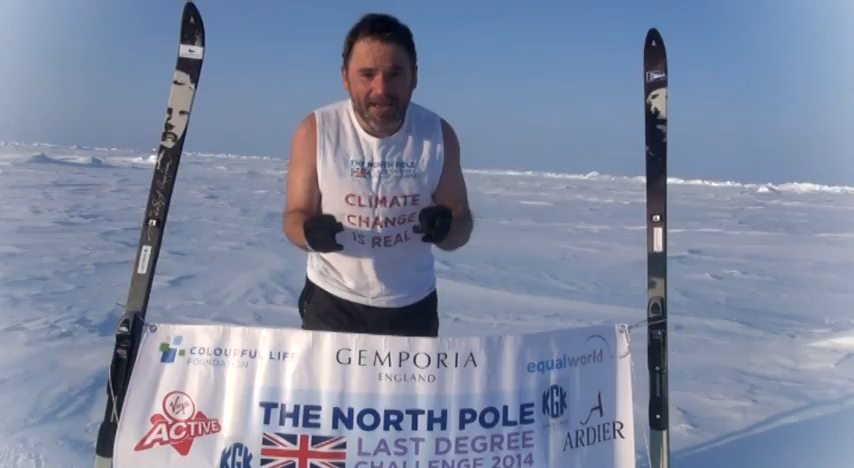 THE NORTH POLE
CLIMATE
CHANGE
IS REAL
COLOURFUL LIFE
FOUNDATION
GEMPORIA
ENGLAND
equalworld
Virgin
ACTIVE
THE NORTH POLE
KGK
ARDIER
KGK
LAST DEGREE
CHALLENGE 2014